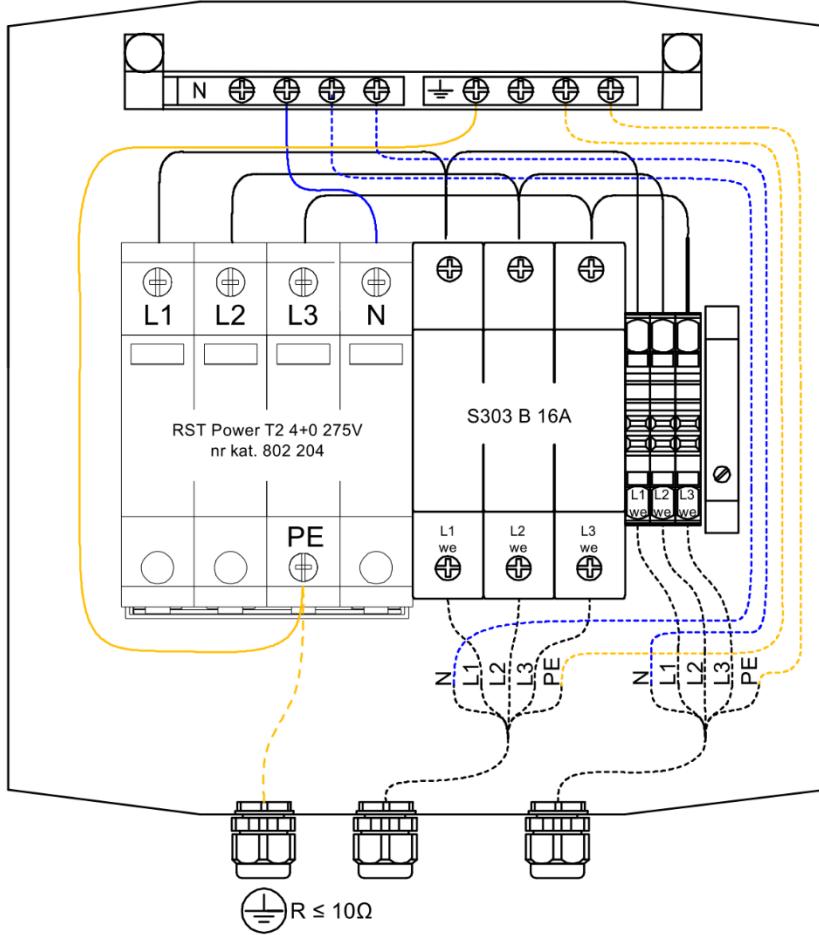 N
L1 L2 L3 N
RST Power T2 4+0 275V
nr kat. 802 204
S303 B 16A
PE
L1 we
L2 we
L3 we
L1 we
L2 we
L3 we
N L1 L2 L3 PE
N L1 L2 L3 PE
R ≤ 10Ω